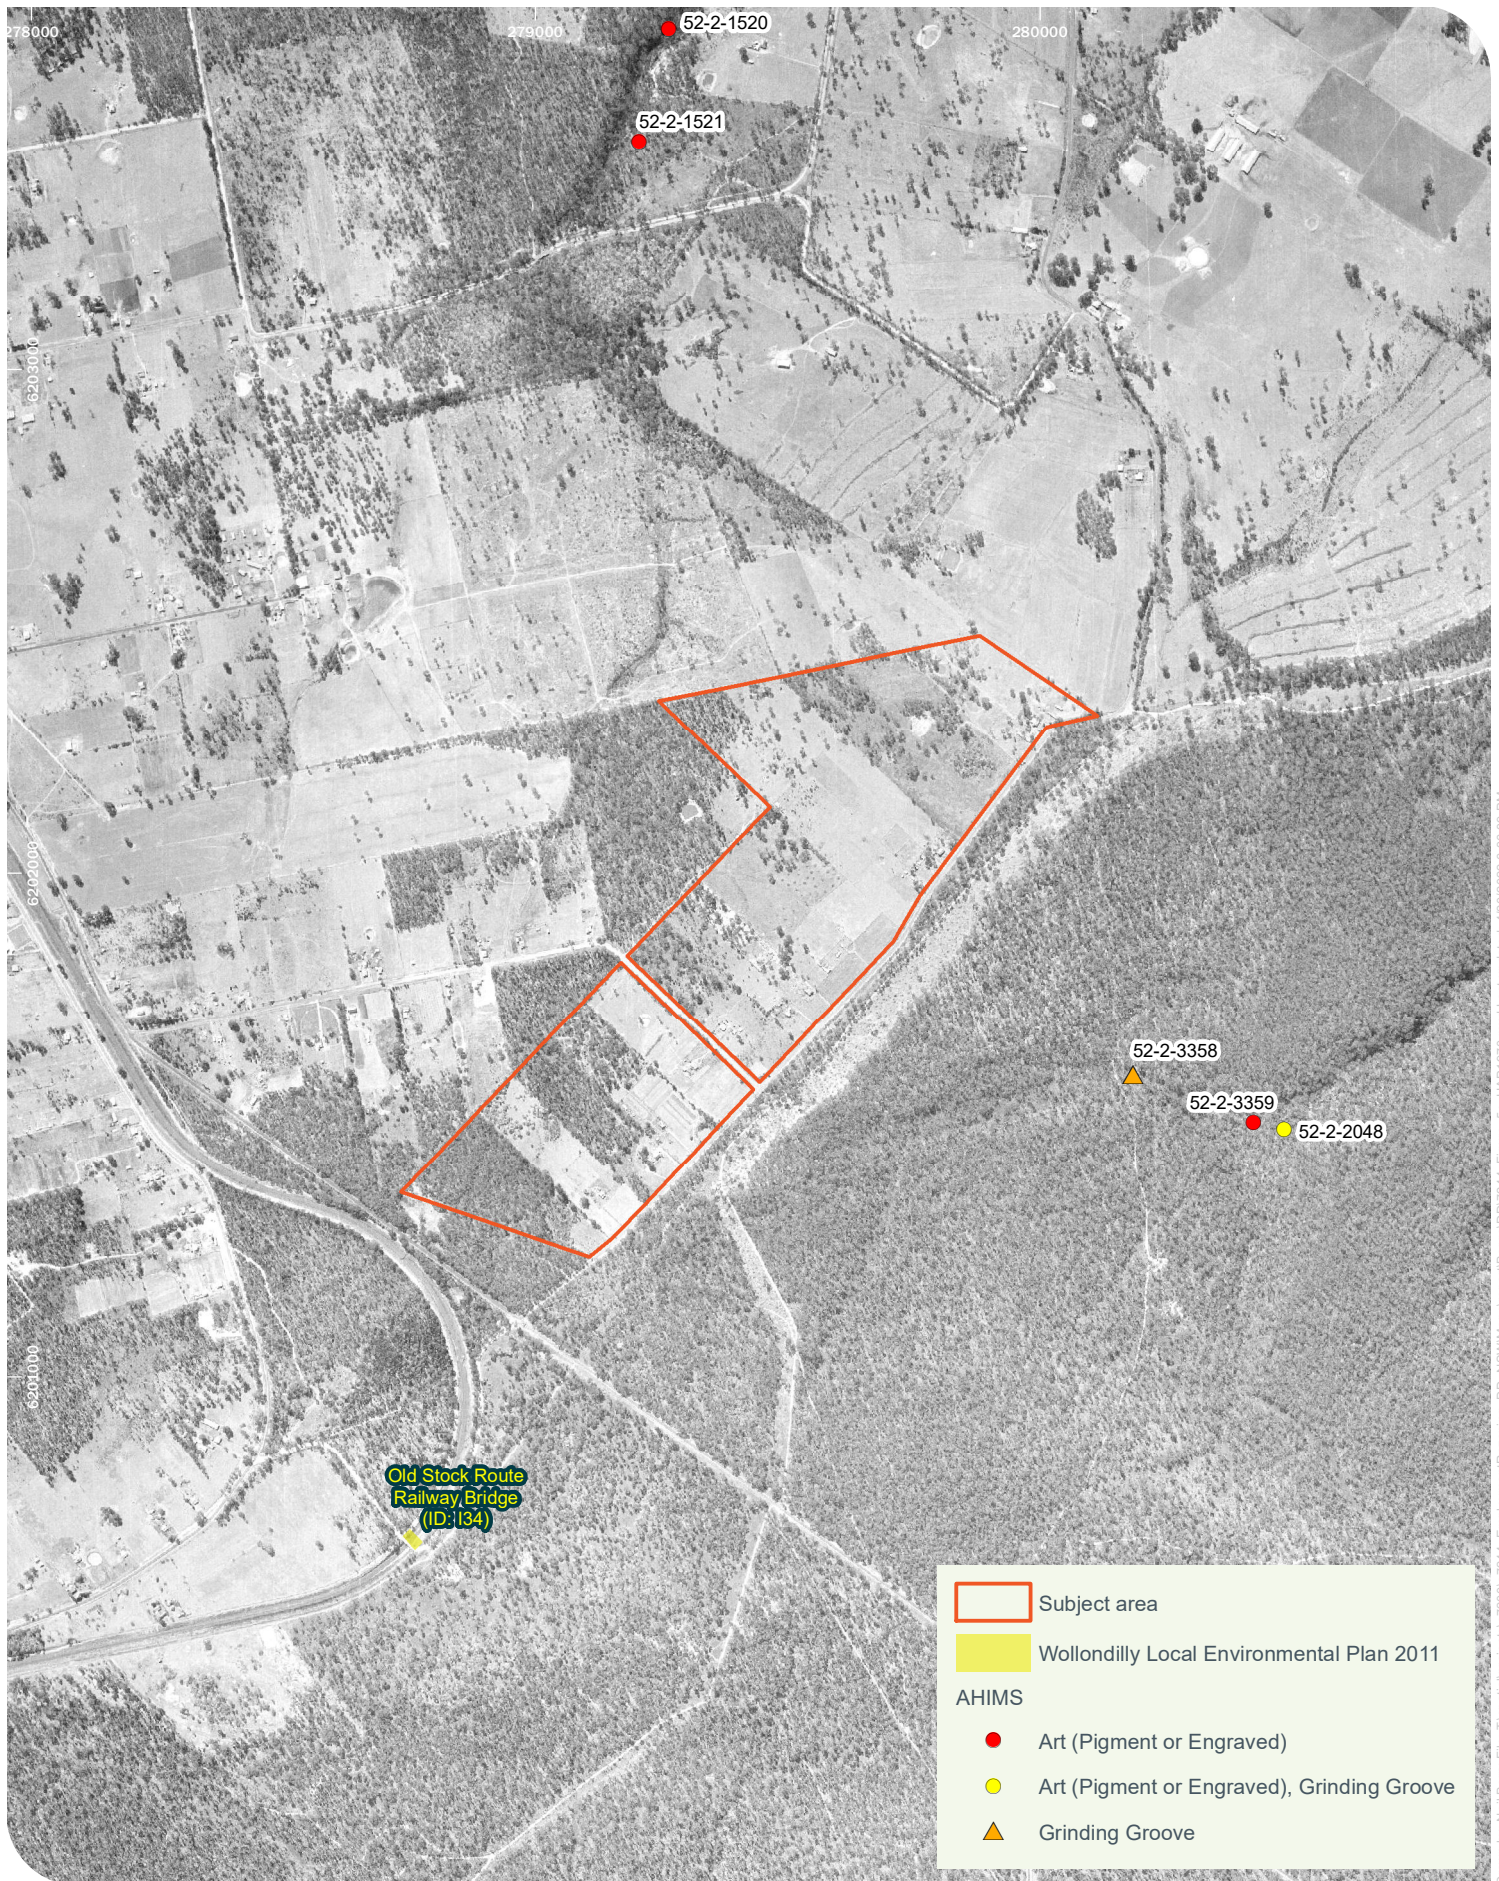 52-2-1520
278000
279000
280000
52-2-1521
6203000
6202000
52-2-3358
52-2-3359
52-2-2048
6201000
Old Stock Route
Railway Bridge
(ID: I34)
Subject area
Wollondilly Local Environmental Plan 2011
AHIMS
Art (Pigment or Engraved)
Art (Pigment or Engraved), Grinding Groove
Grinding Groove